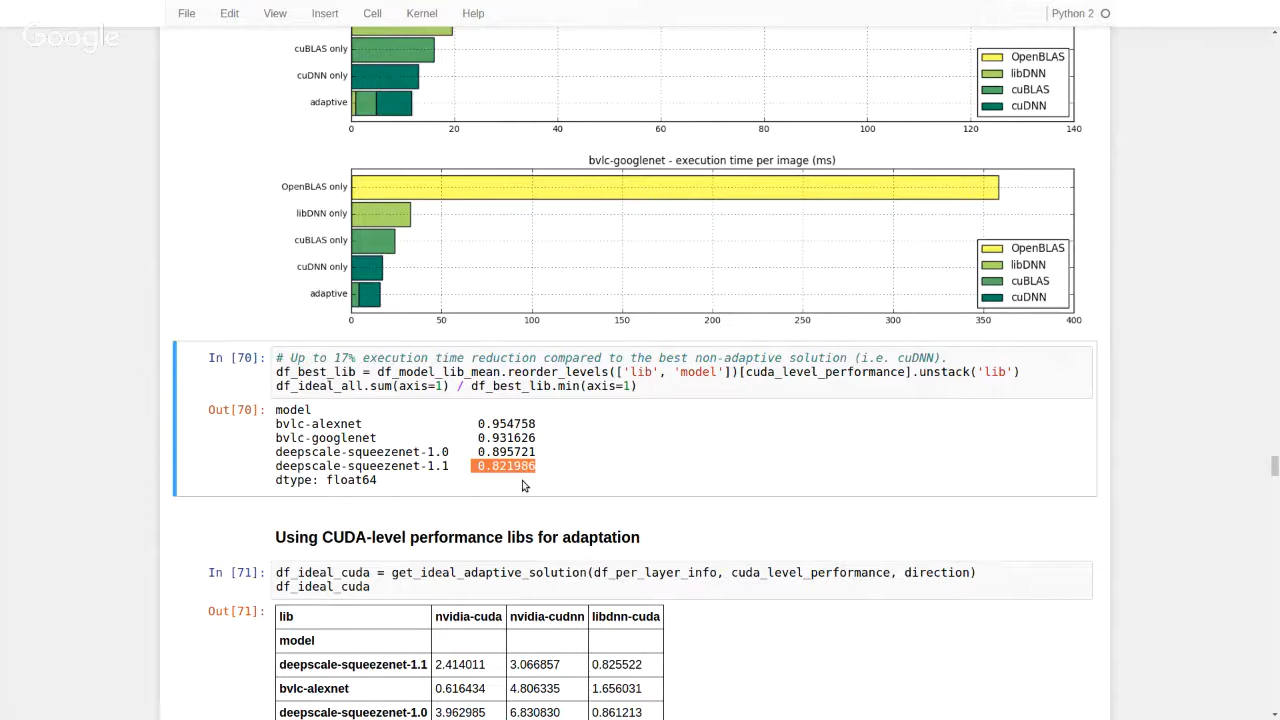 File Edit View Insert Cell Kernel Help Python 2
Google
cuBLAS only
cuDNN only
adaptive
OpenBLAS
libDNN
cuBLAS
cuDNN
0 20 40 60 80 100 120 140
bvlc-googlenet - execution time per image (ms)
OpenBLAS only
libDNN only
cuBLAS only
cuDNN only
adaptive
OpenBLAS
libDNN
cuBLAS
cuDNN
0 50 100 150 200 250 300 350 400
In [70]: # Up to 17% execution time reduction compared to the best non-adaptive solution (i.e. cuDNN).
df_best_lib = df_model_lib_mean.reorder_levels(['lib', 'model'])[cuda_level_performance].unstack('lib')
df_ideal_all.sum(axis=1) / df_best_lib.min(axis=1)
Out[70]: model
bvlc-alexnet 0.954758
bvlc-googlenet 0.931626
deepscale-squeezenet-1.0 0.895721
deepscale-squeezenet-1.1 0.821986
dtype: float64
Using CUDA-level performance libs for adaptation
In [71]: df_ideal_cuda = get_ideal_adaptive_solution(df_per_layer_info, cuda_level_performance, direction)
df_ideal_cuda
Out[71]:
lib nvidia-cuda nvidia-cudnn libdnn-cuda
model
deepscale-squeezenet-1.1 2.414011 3.066857 0.825522
bvlc-alexnet 0.616434 4.806335 1.656031
deepscale-squeezenet-1.0 3.962985 6.830830 0.861213